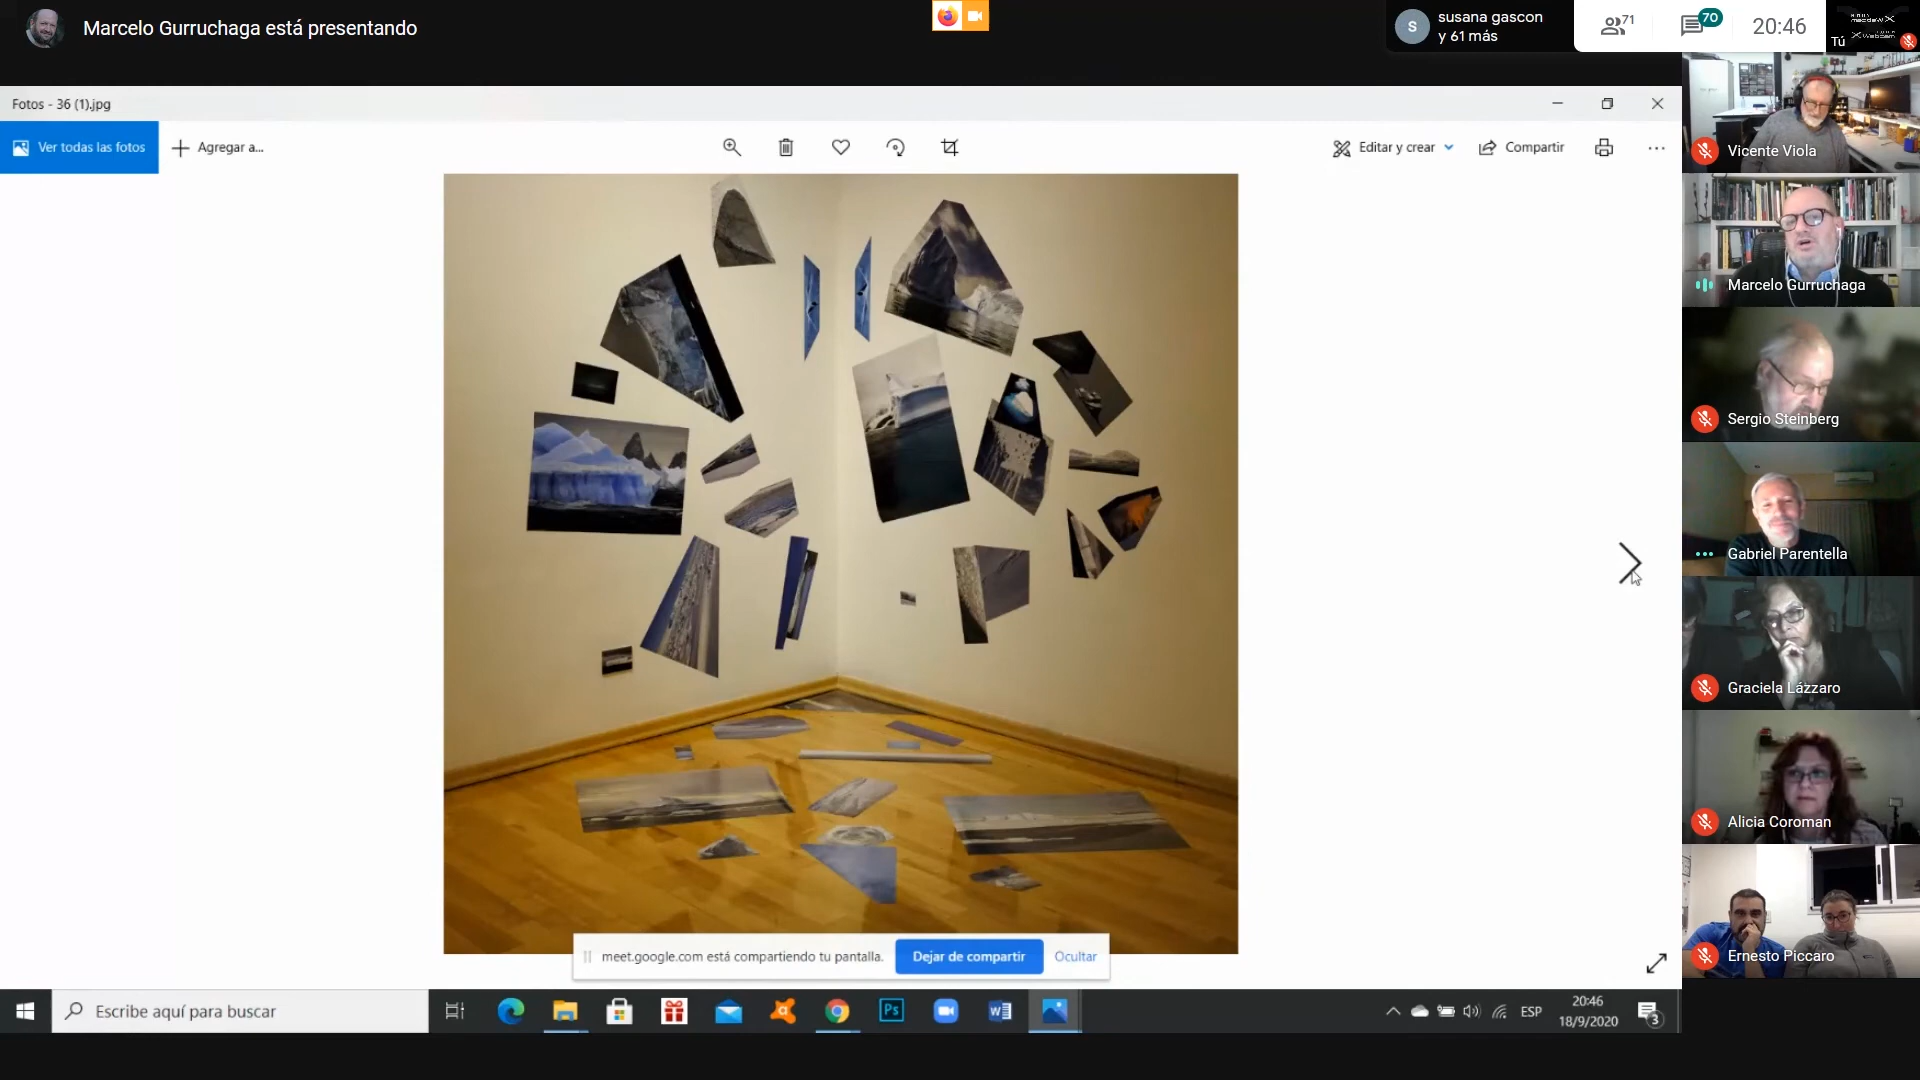 Marcelo Gurruchaga está presentando
S
susana gascon
y 61 más
71
70
20:46
Tú
Fotos - 36 (1).jpg
Ver todas las fotos
Agregar a...
Editar y crear
Compartir
Vicente Viola
Marcelo Gurruchaga
Sergio Steinberg
Gabriel Parentella
Graciela Lázzaro
Alicia Coroman
Ernesto Piccaro
meet.google.com está compartiendo tu pantalla.
Dejar de compartir
Ocultar
Escribe aquí para buscar
Ps
W
ESP
20:46
18/9/2020
3